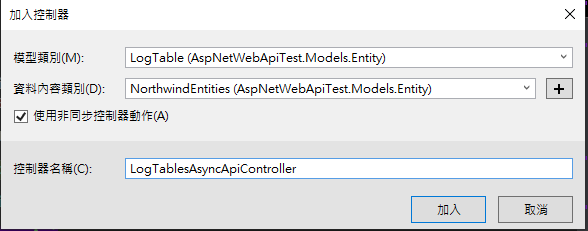 加入控制器
模型類別(M): LogTable (AspNetWebApiTest.Models.Entity)
資料內容類別(D): NorthwindEntities (AspNetWebApiTest.Models.Entity)
使用非同步控制器動作(A)
控制器名稱(C): LogTablesAsyncApiController
加入 取消